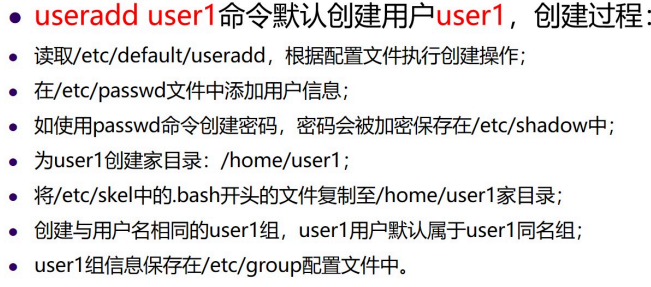 useradd user1命令默认创建用户user1，创建过程：
读取/etc/default/useradd，根据配置文件执行创建操作；
在/etc/passwd文件中添加用户信息；
如使用passwd命令创建密码，密码会被加密保存在/etc/shadow中；
为user1创建家目录：/home/user1；
将/etc/skel中的.bash开头的文件复制至/home/user1家目录；
创建与用户名相同的user1组，user1用户默认属于user1同名组；
user1组信息保存在/etc/group配置文件中。